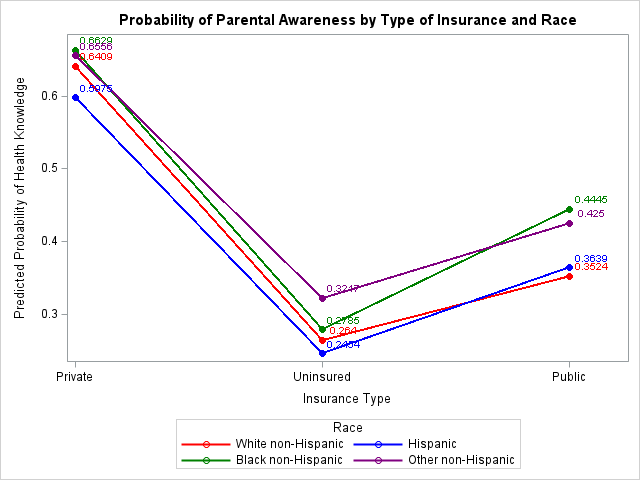 Probability of Parental Awareness by Type of Insurance and Race
Predicted Probability of Health Knowledge
0.6
0.5
0.4
0.3
0.6629
0.6556
0.6409
0.5975
0.3217
0.2785
0.264
0.2454
0.4445
0.425
0.3639
0.3524
Private
Uninsured
Public
Insurance Type
Race
White non-Hispanic
Hispanic
Black non-Hispanic
Other non-Hispanic